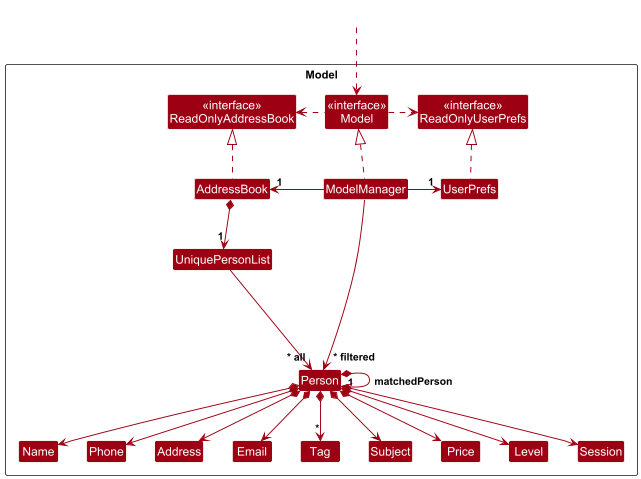 Model
«interface»
ReadOnlyAddressBook
«interface»
Model
«interface»
ReadOnlyUserPrefs
AddressBook
1
ModelManager
1
UserPrefs
1
UniquePersonList
* all
* filtered
Person
1
matchedPerson
*
Name
Phone
Address
Email
Tag
Subject
Price
Level
Session